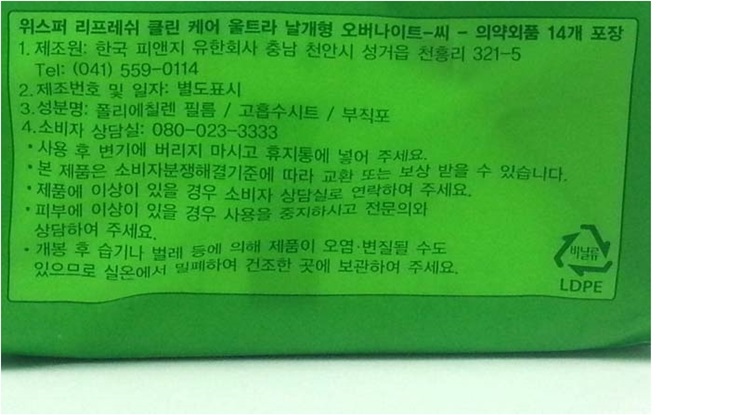 위스퍼 리프레쉬 클린 케어 울트라 날개형 오버나이트-씨 - 의약외품 14개 포장
1. 제조원: 한국 피앤지 유한회사 충남 천안시 성거읍 천흥리 321-5
Tel: (041) 559-0114
2. 제조번호 및 일자: 별도표시
3. 성분명: 폴리에칠렌 필름 / 고흡수시트 / 부직포
4. 소비자 상담실: 080-023-3333
• 사용 후 변기에 버리지 마시고 휴지통에 넣어 주세요.
• 본 제품은 소비자분쟁해결기준에 따라 교환 또는 보상 받을 수 있습니다.
• 제품에 이상이 있을 경우 소비자 상담실로 연락하여 주세요.
• 피부에 이상이 있을 경우 사용을 중지하시고 전문의와
상담하여 주세요.
• 개봉 후 습기나 벌레 등에 의해 제품이 오염·변질될 수도
있으므로 실온에서 밀폐하여 건조한 곳에 보관하여 주세요.
비닐류
LDPE